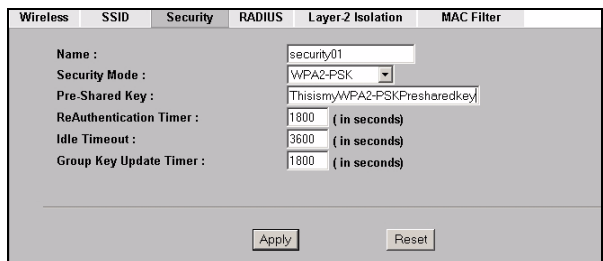 Wireless SSID Security RADIUS Layer-2 Isolation MAC Filter
Name : security01
Security Mode : WPA2-PSK
Pre-Shared Key : ThisismyWPA2-PSKPresharedkey
ReAuthentication Timer : 1800 ( in seconds)
Idle Timeout : 3600 ( in seconds)
Group Key Update Timer : 1800 ( in seconds)
Apply Reset